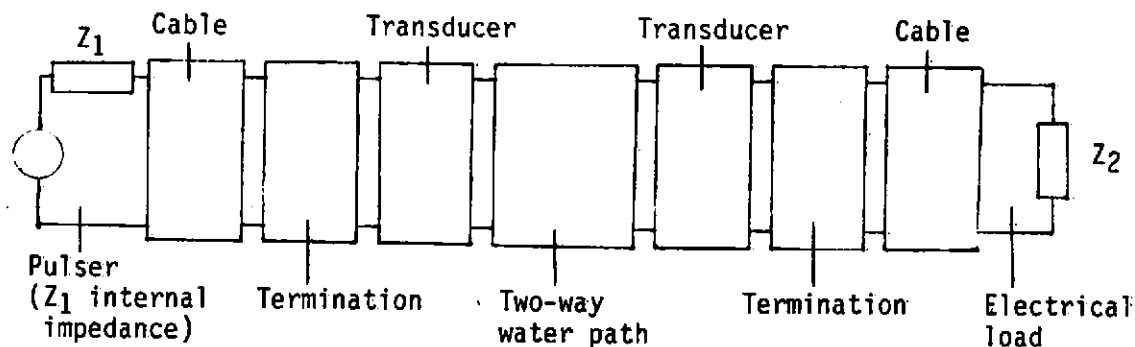 Z1
Cable
Transducer
Transducer
Cable
Z2
Pulser
(Z1 internal
impedance)
Termination
Two-way
water path
Termination
Electrical
load